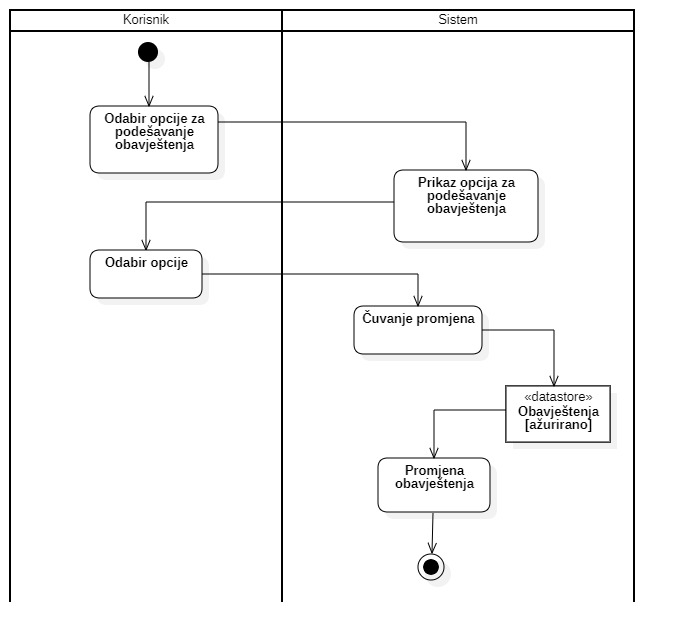 Korisnik
Sistem
Odabir opcije za
podešavanje
obavještenja
Prikaz opcija za
podešavanje
obavještenja
Odabir opcije
Čuvanje promjena
«datastore»
Obavještenja
[ažurirano]
Promjena
obavještenja